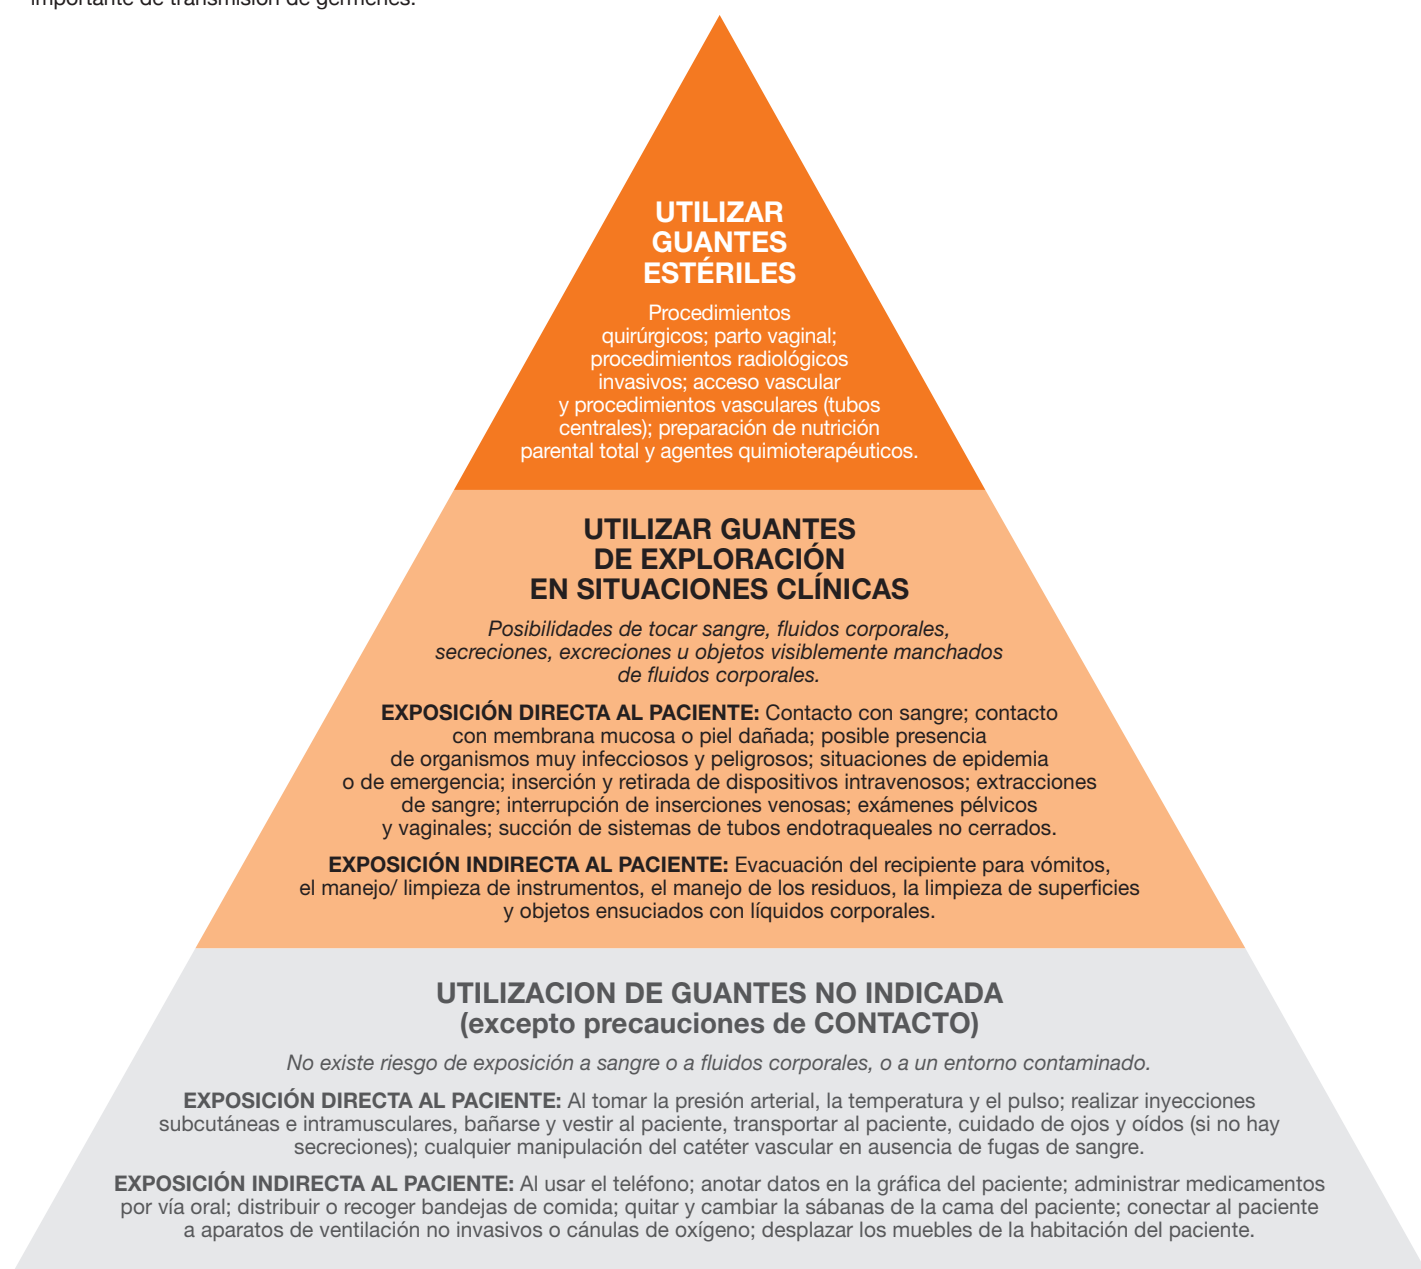 importante de transmisión de gérmenes.
UTILIZAR
GUANTES
ESTÉRILES
Procedimientos
quirúrgicos; parto vaginal;
procedimientos radiológicos
invasivos; acceso vascular
y procedimientos vasculares (tubos
centrales); preparación de nutrición
parental total y agentes quimioterapéuticos.
UTILIZAR GUANTES
DE EXPLORACIÓN
EN SITUACIONES CLÍNICAS
Posibilidades de tocar sangre, fluidos corporales,
secreciones, excreciones u objetos visiblemente manchados
de fluidos corporales.
EXPOSICIÓN DIRECTA AL PACIENTE: Contacto con sangre; contacto
con membrana mucosa o piel dañada; posible presencia
de organismos muy infecciosos y peligrosos; situaciones de epidemia
o de emergencia; inserción y retirada de dispositivos intravenosos; extracciones
de sangre; interrupción de inserciones venosas; exámenes pélvicos
y vaginales; succión de sistemas de tubos endotraqueales no cerrados.
EXPOSICIÓN INDIRECTA AL PACIENTE: Evacuación del recipiente para vómitos,
el manejo/ limpieza de instrumentos, el manejo de los residuos, la limpieza de superficies
y objetos ensuciados con líquidos corporales.
UTILIZACION DE GUANTES NO INDICADA
(excepto precauciones de CONTACTO)
No existe riesgo de exposición a sangre o a fluidos corporales, o a un entorno contaminado.
EXPOSICIÓN DIRECTA AL PACIENTE: Al tomar la presión arterial, la temperatura y el pulso; realizar inyecciones
subcutáneas e intramusculares, bañarse y vestir al paciente, transportar al paciente, cuidado de ojos y oídos (si no hay
secreciones); cualquier manipulación del catéter vascular en ausencia de fugas de sangre.
EXPOSICIÓN INDIRECTA AL PACIENTE: Al usar el teléfono; anotar datos en la gráfica del paciente; administrar medicamentos
por vía oral; distribuir o recoger bandejas de comida; quitar y cambiar la sábanas de la cama del paciente; conectar al paciente
a aparatos de ventilación no invasivos o cánulas de oxígeno; desplazar los muebles de la habitación del paciente.